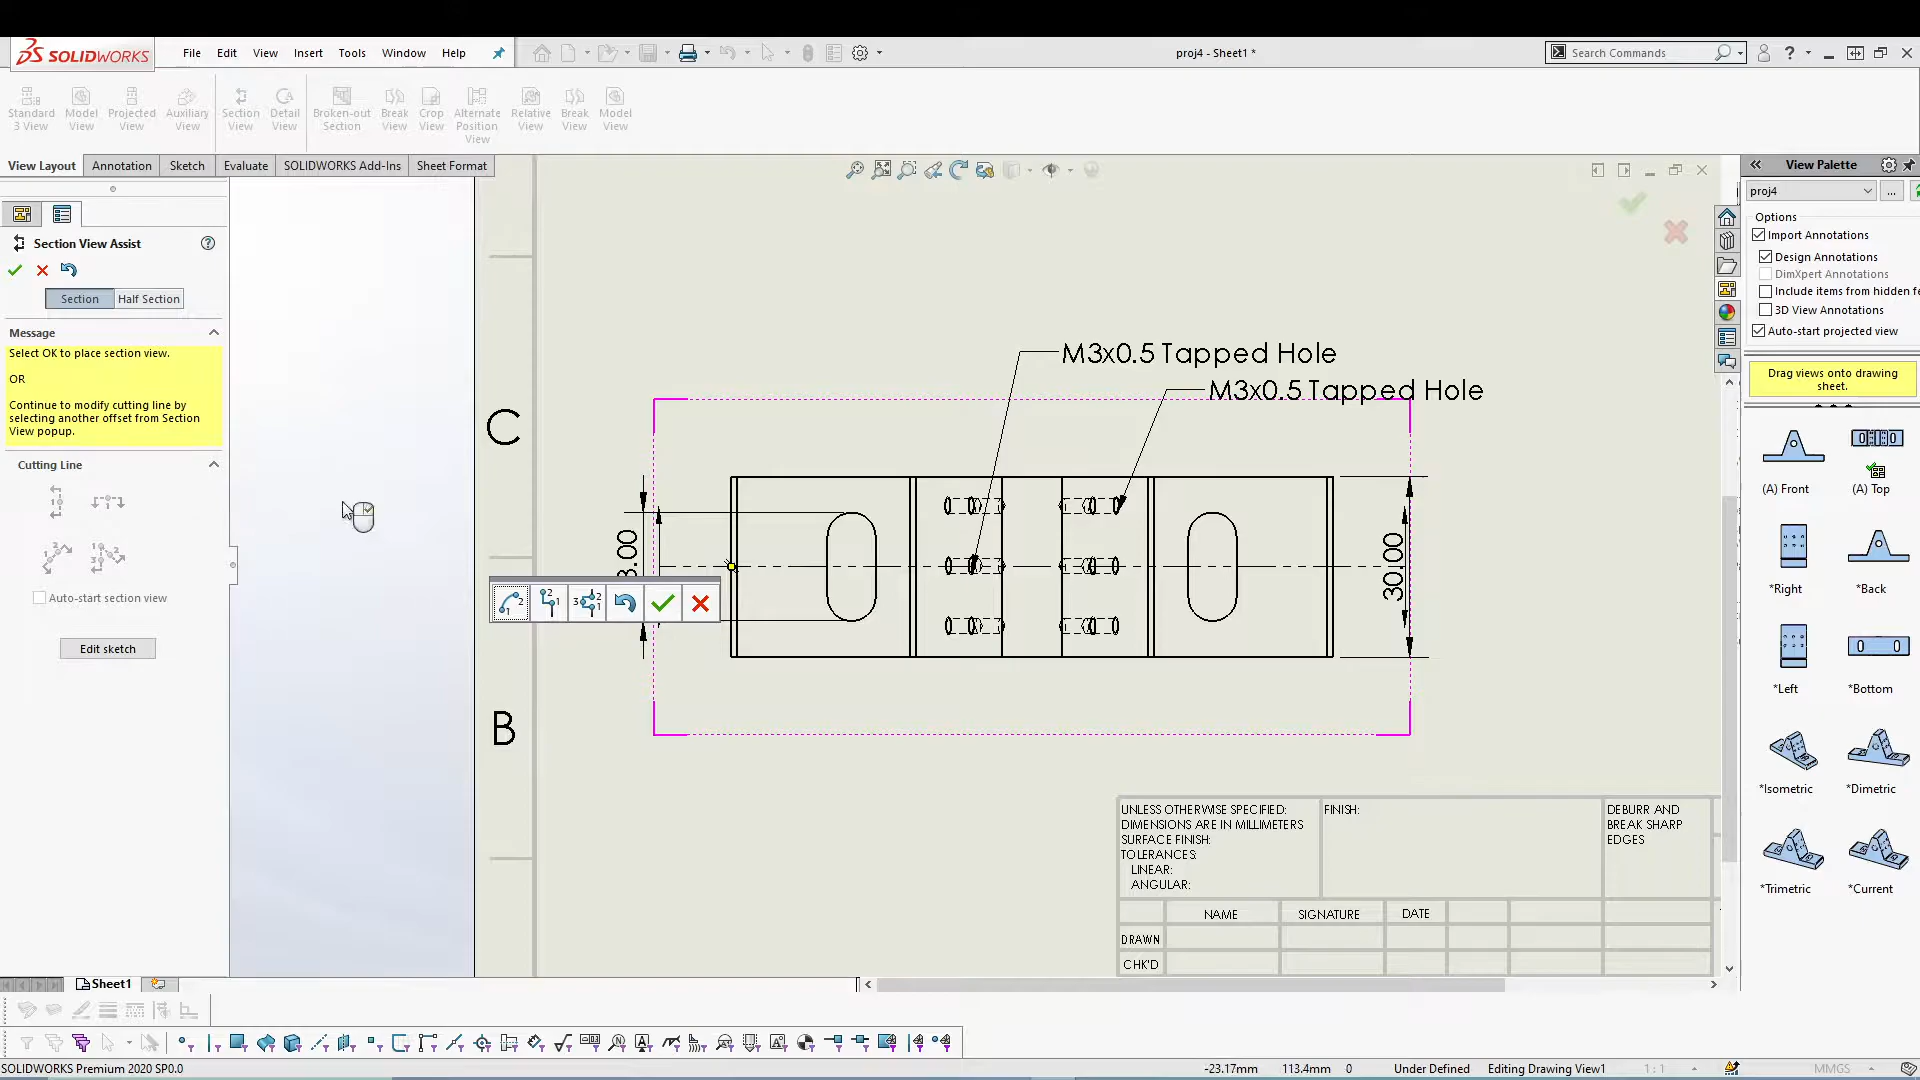 SOLIDWORKS
File Edit View Insert Tools Window Help
proj4 - Sheet1 *
Search Commands
Standard 3 View
Model View
Projected View
Auxiliary View
Section View
Detail View
Broken-out Section
Break View
Crop View
Alternate Position View
Relative View
Break View
Model View
View Layout Annotation Sketch Evaluate SOLIDWORKS Add-Ins Sheet Format
Section View Assist
Section Half Section
Message
Select OK to place section view.
OR
Continue to modify cutting line by
selecting another offset from Section
View popup.
Cutting Line
Auto-start section view
Edit sketch
C
B
M3x0.5 Tapped Hole
M3x0.5 Tapped Hole
30.00
UNLESS OTHERWISE SPECIFIED:
DIMENSIONS ARE IN MILLIMETERS
SURFACE FINISH:
TOLERANCES:
LINEAR:
ANGULAR:
FINISH:
DEBURR AND
BREAK SHARP
EDGES
NAME SIGNATURE DATE
DRAWN
CHK'D
View Palette
proj4
...
Options
Import Annotations
Design Annotations
DimXpert Annotations
Include items from hidden fe
3D View Annotations
Auto-start projected view
Drag views onto drawing
sheet.
(A) Front (A) Top
*Right *Back
*Left *Bottom
*Isometric *Dimetric
*Trimetric *Current
Sheet1
SOLIDWORKS Premium 2020 SP0.0
-23.17mm 113.4mm 0 Under Defined Editing Drawing View1 1 : 1 MMGS